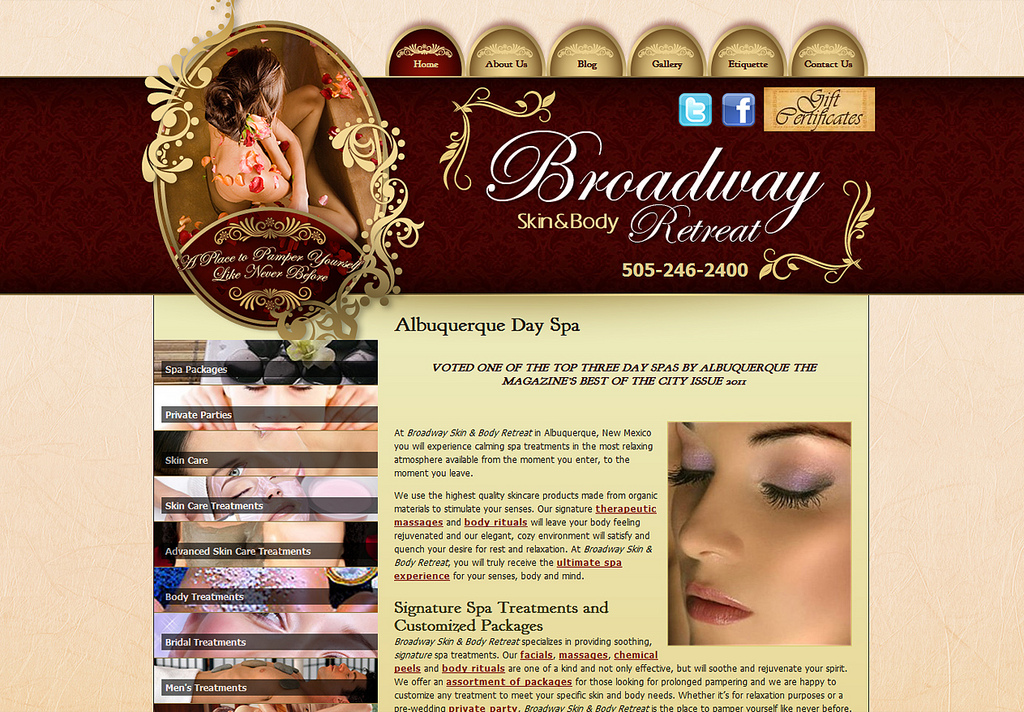 Home
About Us
Blog
Gallery
Etiquette
Contact Us
Gift
Certificates
Broadway
Skin&Body
Retreat
505-246-2400
A Place to Pamper Yourself
Like Never Before
Spa Packages
Private Parties
Skin Care
Skin Care Treatments
Advanced Skin Care Treatments
Body Treatments
Bridal Treatments
Men's Treatments
Albuquerque Day Spa
VOTED ONE OF THE TOP THREE DAY SPAS BY ALBUQUERQUE THE
MAGAZINE'S BEST OF THE CITY ISSUE 2011
At Broadway Skin & Body Retreat in Albuquerque, New Mexico
you will experience calming spa treatments in the most relaxing
atmosphere available from the moment you enter, to the
moment you leave.
We use the highest quality skincare products made from organic
materials to stimulate your senses. Our signature therapeutic
massages and body rituals will leave your body feeling
rejuvenated and our elegant, cozy environment will satisfy and
quench your desire for rest and relaxation. At Broadway Skin &
Body Retreat, you will truly receive the ultimate spa
experience for your senses, body and mind.
Signature Spa Treatments and
Customized Packages
Broadway Skin & Body Retreat specializes in providing soothing,
signature spa treatments. Our facials, massages, chemical
peels and body rituals are one of a kind and not only effective, but will soothe and rejuvenate your spirit.
We offer an assortment of packages for those looking for prolonged pampering and we are happy to
customize any treatment to meet your specific skin and body needs. Whether it's for relaxation purposes or a
pre-wedding private party, Broadway Skin & Body Retreat is the place to pamper yourself like never before.